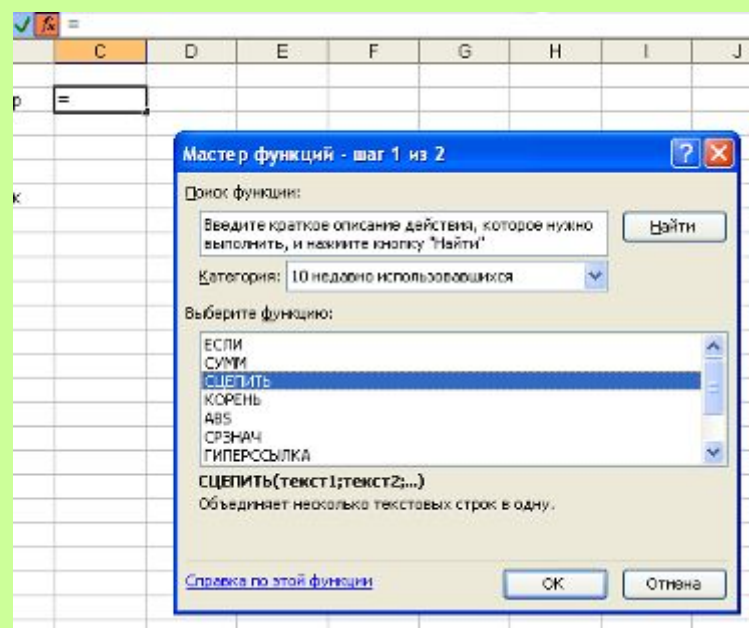 fx =
C D E F G H I J
р =
Мастер функций - шаг 1 из 2
Поиск функции:
Введите краткое описание действия, которое нужно
выполнить, и нажмите кнопку "Найти"
Найти
к
Категория: 10 недавно использовавшихся
Выберите функцию:
ЕСЛИ
СУММ
СЦЕПИТЬ
КОРЕНЬ
ABS
СРЗНАЧ
ГИПЕРССЫЛКА
СЦЕПИТЬ(текст1;текст2;...)
Объединяет несколько текстовых строк в одну.
Справка по этой функции
ОК
Отмена